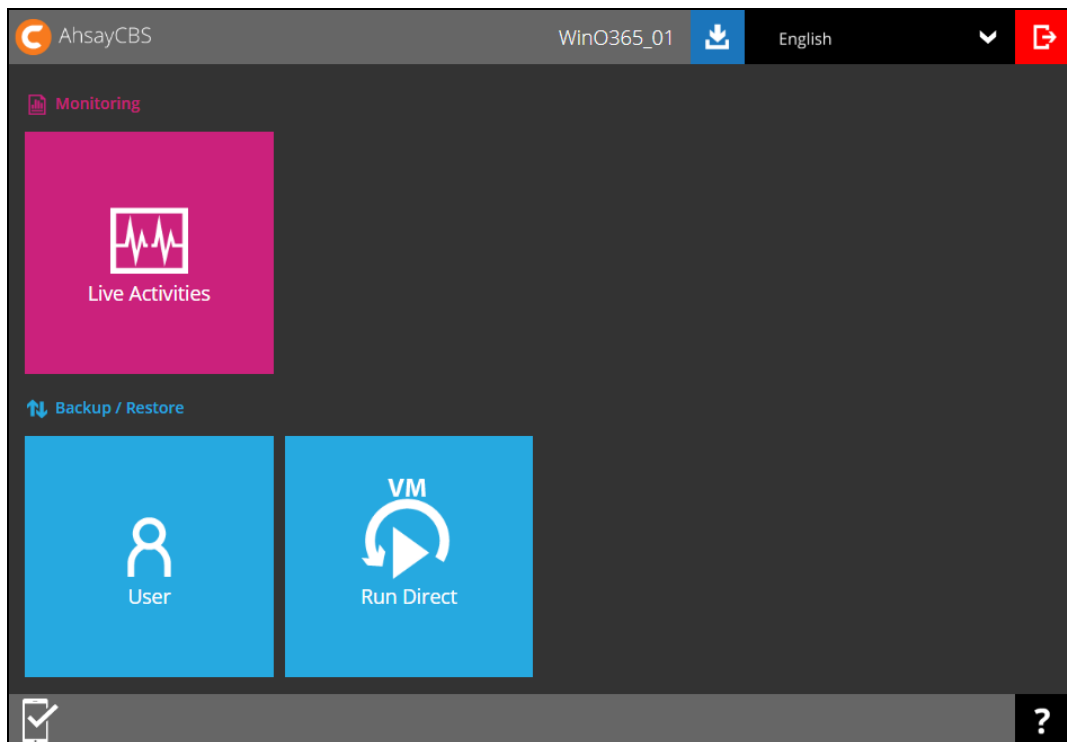 AhsayCBS
WinO365_01
English
Monitoring
Live Activities
Backup / Restore
User
VM
Run Direct
?